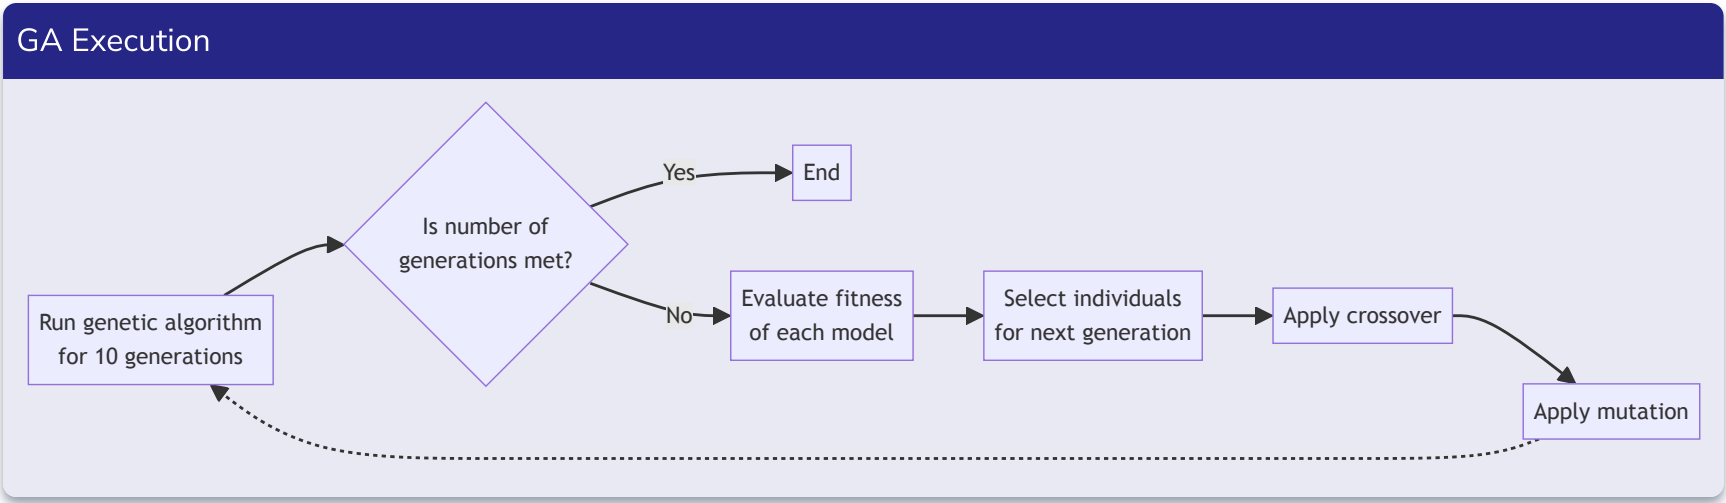 GA Execution
Run genetic algorithm
for 10 generations
Is number of
generations met?
Yes
End
No
Evaluate fitness
of each model
Select individuals
for next generation
Apply crossover
Apply mutation